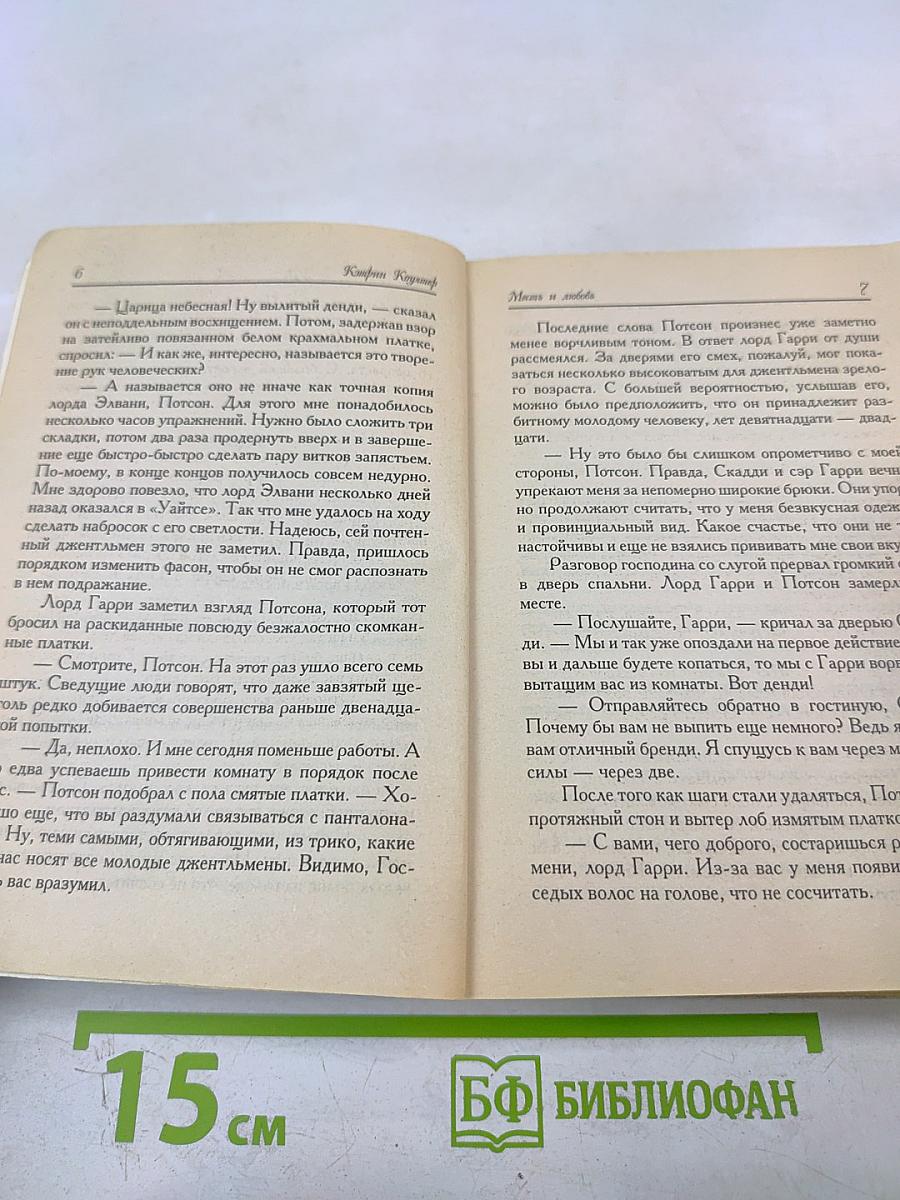 6
Кэтрин Коултер
— Царица небесная! Ну вылитый денди, — сказал
он с неподдельным восхищением. Потом, задержав взор
на затейливо повязанном белом крахмальном платке,
спросил: — И как же, интересно, называется это творе-
ние рук человеческих?
— А называется оно не иначе как точная копия
лорда Элвани, Потсон. Для этого мне понадобилось
несколько часов упражнений. Нужно было сложить три
складки, потом два раза продернуть вверх и в заверше-
ние еще быстро-быстро сделать пару витков запястьем.
По-моему, в конце концов получилось совсем недурно.
Мне здорово повезло, что лорд Элвани несколько дней
назад оказался в «Уайтсе». Так что мне удалось на ходу
сделать набросок с его светлости. Надеюсь, сей почтен-
ный джентльмен этого не заметил. Правда, пришлось
порядком изменить фасон, чтобы он не смог распознать
в нем подражание.
Лорд Гарри заметил взгляд Потсона, который тот
бросил на раскиданные повсюду безжалостно скомкан-
ные платки.
— Смотрите, Потсон. На этот раз ушло всего семь
штук. Сведущие люди говорят, что даже завзятый ще-
голь редко добивается совершенства раньше двенадца-
ой попытки.
— Да, неплохо. И мне сегодня поменьше работы. А
о едва успеваешь привести комнату в порядок после
с. — Потсон подобрал с пола смятые платки. — Хо-
шо еще, что вы раздумали связываться с панталона-
Ну, теми самыми, обтягивающими, из трико, какие
час носят все молодые джентльмены. Видимо, Гос-
ь вас вразумил.
Месть и любовь
7
Последние слова Потсон произнес уже заметно
менее ворчливым тоном. В ответ лорд Гарри от души
рассмеялся. За дверями его смех, пожалуй, мог пока-
заться несколько высоковатым для джентльмена зрело-
го возраста. С большей вероятностью, услышав его,
можно было предположить, что он принадлежит раз-
битному молодому человеку, лет девятнадцати — двад-
цати.
— Ну это было бы слишком опрометчиво с моей
стороны, Потсон. Правда, Скадди и сэр Гарри вечн
упрекают меня за непомерно широкие брюки. Они упор
но продолжают считать, что у меня безвкусная одеж
и провинциальный вид. Какое счастье, что они не т
настойчивы и еще не взялись прививать мне свои вку
Разговор господина со слугой прервал громкий с
в дверь спальни. Лорд Гарри и Потсон замерл
месте.
— Послушайте, Гарри, — кричал за дверью С
ди. — Мы и так уже опоздали на первое действие
вы и дальше будете копаться, то мы с Гарри ворв
вытащим вас из комнаты. Вот денди!
— Отправляйтесь обратно в гостиную, С
Почему бы вам не выпить еще немного? Ведь я
вам отличный бренди. Я спущусь к вам через м
силы — через две.
После того как шаги стали удаляться, Пот
протяжный стон и вытер лоб измятым платко
— С вами, чего доброго, состаришься р
мени, лорд Гарри. Из-за вас у меня появи
седых волос на голове, что не сосчитать.
15 см
БФ БИБЛИОФАН